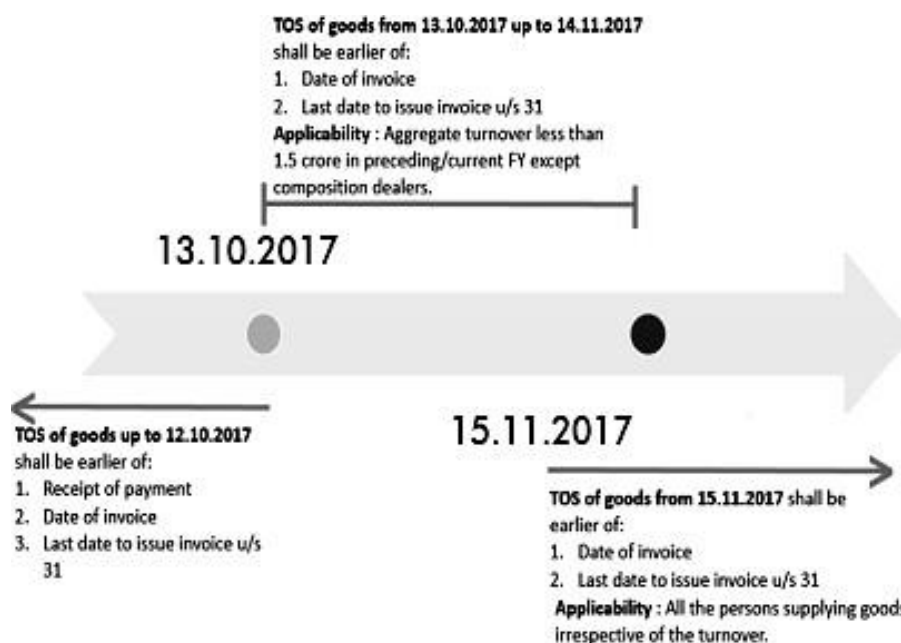 TOS of goods from 13.10.2017 up to 14.11.2017
shall be earlier of:
1. Date of invoice
2. Last date to issue invoice u/s 31
Applicability : Aggregate turnover less than
1.5 crore in preceding/current FY except
composition dealers.
13.10.2017
TOS of goods up to 12.10.2017
shall be earlier of:
1. Receipt of payment
2. Date of invoice
3. Last date to issue invoice u/s
31
15.11.2017
TOS of goods from 15.11.2017 shall be
earlier of:
1. Date of invoice
2. Last date to issue invoice u/s 31
Applicability : All the persons supplying goods
irrespective of the turnover.